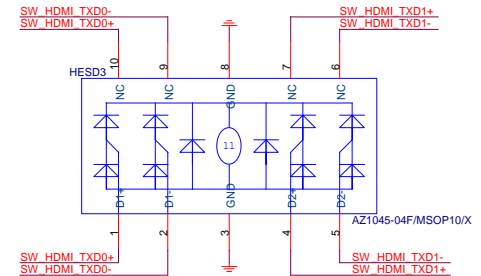 SW_HDMI_TXD0-
SW_HDMI_TXD0+
SW_HDMI_TXD1+
SW_HDMI_TXD1-
10
9
8
7
6
HESD3
NC
NC
GND
NC
NC
11
D1+
D1-
GND
D2+
D2-
AZ1045-04F/MSOP10/X
1
2
3
4
5
SW_HDMI_TXD0+
SW_HDMI_TXD0-
SW_HDMI_TXD1-
SW_HDMI_TXD1+